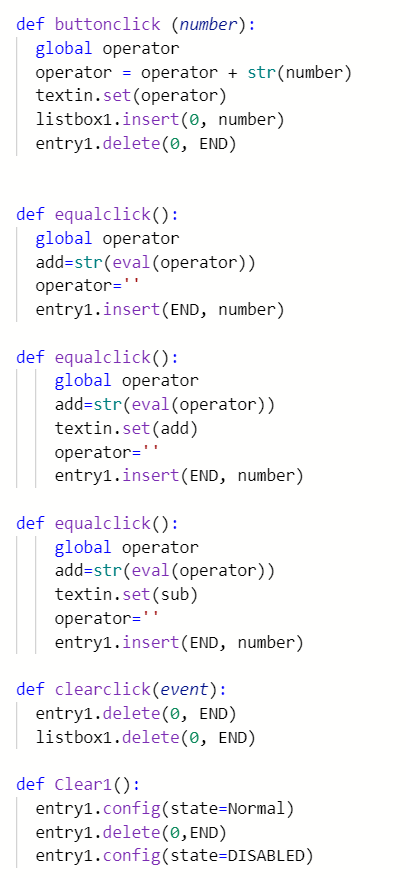 def buttonclick (number):
global operator
operator = operator + str(number)
textin.set(operator)
listbox1.insert(0, number)
entry1.delete(0, END)
def equalclick():
global operator
add=str(eval(operator))
operator=''
entry1.insert(END, number)
def equalclick():
global operator
add=str(eval(operator))
textin.set(add)
operator=''
entry1.insert(END, number)
def equalclick():
global operator
add=str(eval(operator))
textin.set(sub)
operator=''
entry1.insert(END, number)
def clearclick(event):
entry1.delete(0, END)
listbox1.delete(0, END)
def Clear1():
entry1.config(state=Normal)
entry1.delete(0,END)
entry1.config(state=DISABLED)